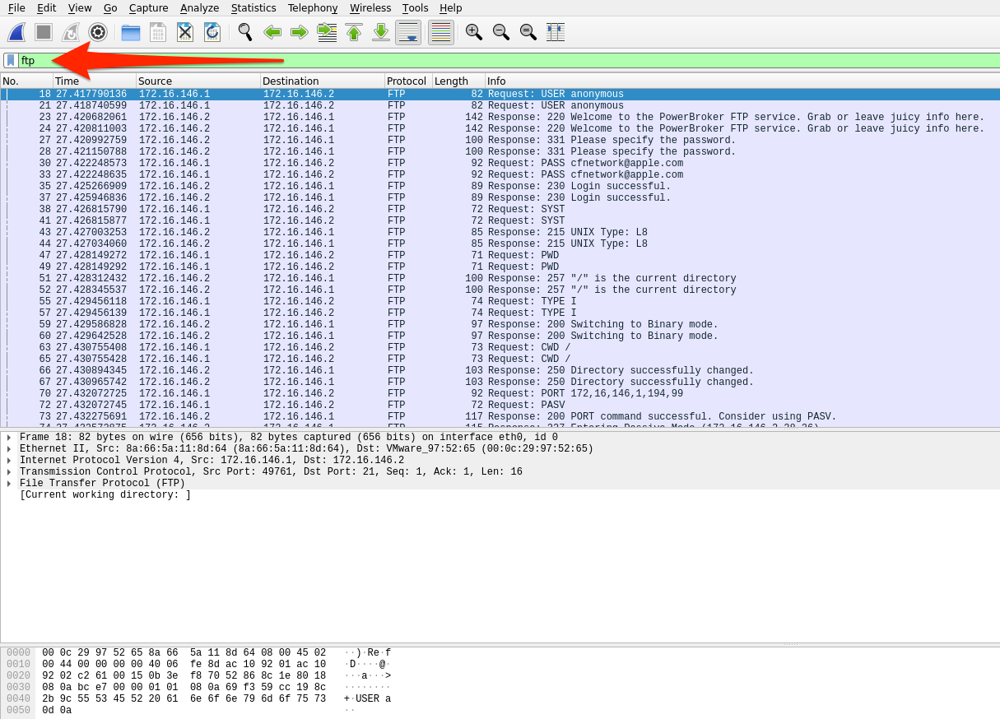 File Edit View Go Capture Analyze Statistics Telephony Wireless Tools Help
ftp
No. Time Source Destination Protocol Length Info
18 27.417790136 172.16.146.1 172.16.146.2 FTP 82 Request: USER anonymous
21 27.418740599 172.16.146.1 172.16.146.2 FTP 82 Request: USER anonymous
23 27.420682061 172.16.146.2 172.16.146.1 FTP 142 Response: 220 Welcome to the PowerBroker FTP service. Grab or leave juicy info here.
24 27.420811003 172.16.146.2 172.16.146.1 FTP 142 Response: 220 Welcome to the PowerBroker FTP service. Grab or leave juicy info here.
27 27.420992759 172.16.146.2 172.16.146.1 FTP 100 Response: 331 Please specify the password.
28 27.421150788 172.16.146.2 172.16.146.1 FTP 100 Response: 331 Please specify the password.
30 27.422248573 172.16.146.1 172.16.146.2 FTP 92 Request: PASS cfnetwork@apple.com
33 27.422248635 172.16.146.1 172.16.146.2 FTP 92 Request: PASS cfnetwork@apple.com
35 27.425266909 172.16.146.2 172.16.146.1 FTP 89 Response: 230 Login successful.
37 27.425946836 172.16.146.2 172.16.146.1 FTP 89 Response: 230 Login successful.
38 27.426815790 172.16.146.1 172.16.146.2 FTP 72 Request: SYST
41 27.426815877 172.16.146.1 172.16.146.2 FTP 72 Request: SYST
43 27.427003253 172.16.146.2 172.16.146.1 FTP 85 Response: 215 UNIX Type: L8
44 27.427034060 172.16.146.2 172.16.146.1 FTP 85 Response: 215 UNIX Type: L8
47 27.428149272 172.16.146.1 172.16.146.2 FTP 71 Request: PWD
49 27.428149292 172.16.146.1 172.16.146.2 FTP 71 Request: PWD
51 27.428312432 172.16.146.2 172.16.146.1 FTP 100 Response: 257 "/" is the current directory
52 27.428345537 172.16.146.2 172.16.146.1 FTP 100 Response: 257 "/" is the current directory
55 27.429456118 172.16.146.1 172.16.146.2 FTP 74 Request: TYPE I
57 27.429456139 172.16.146.1 172.16.146.2 FTP 74 Request: TYPE I
59 27.429586828 172.16.146.2 172.16.146.1 FTP 97 Response: 200 Switching to Binary mode.
60 27.429642528 172.16.146.2 172.16.146.1 FTP 97 Response: 200 Switching to Binary mode.
63 27.430755408 172.16.146.1 172.16.146.2 FTP 73 Request: CWD /
65 27.430755428 172.16.146.1 172.16.146.2 FTP 73 Request: CWD /
66 27.430894345 172.16.146.2 172.16.146.1 FTP 103 Response: 250 Directory successfully changed.
67 27.430965742 172.16.146.2 172.16.146.1 FTP 103 Response: 250 Directory successfully changed.
70 27.432072725 172.16.146.1 172.16.146.2 FTP 92 Request: PORT 172,16,146,1,194,99
72 27.432072745 172.16.146.1 172.16.146.2 FTP 72 Request: PASV
73 27.432275691 172.16.146.2 172.16.146.1 FTP 117 Response: 200 PORT command successful. Consider using PASV.
Frame 18: 82 bytes on wire (656 bits), 82 bytes captured (656 bits) on interface eth0, id 0
Ethernet II, Src: 8a:66:5a:11:8d:64 (8a:66:5a:11:8d:64), Dst: VMware_97:52:65 (00:0c:29:97:52:65)
Internet Protocol Version 4, Src: 172.16.146.1, Dst: 172.16.146.2
Transmission Control Protocol, Src Port: 49761, Dst Port: 21, Seq: 1, Ack: 1, Len: 16
File Transfer Protocol (FTP)
[Current working directory: ]
0000 00 0c 29 97 52 65 8a 66 5a 11 8d 64 08 00 45 02 ··)·Re·f
0010 00 44 00 00 00 00 40 06 fe 8d ac 10 92 01 ac 10 ·D····@·
0020 92 02 c2 61 00 15 0b 3e f8 70 52 86 8c 1e 80 18 ···a···>
0030 08 0a bc e7 00 00 01 01 08 0a 69 f3 59 cc 19 8c ········
0040 2b 9c 55 53 45 52 20 61 6e 6f 6e 79 6d 6f 75 73 +·USER a
0050 0d 0a ··